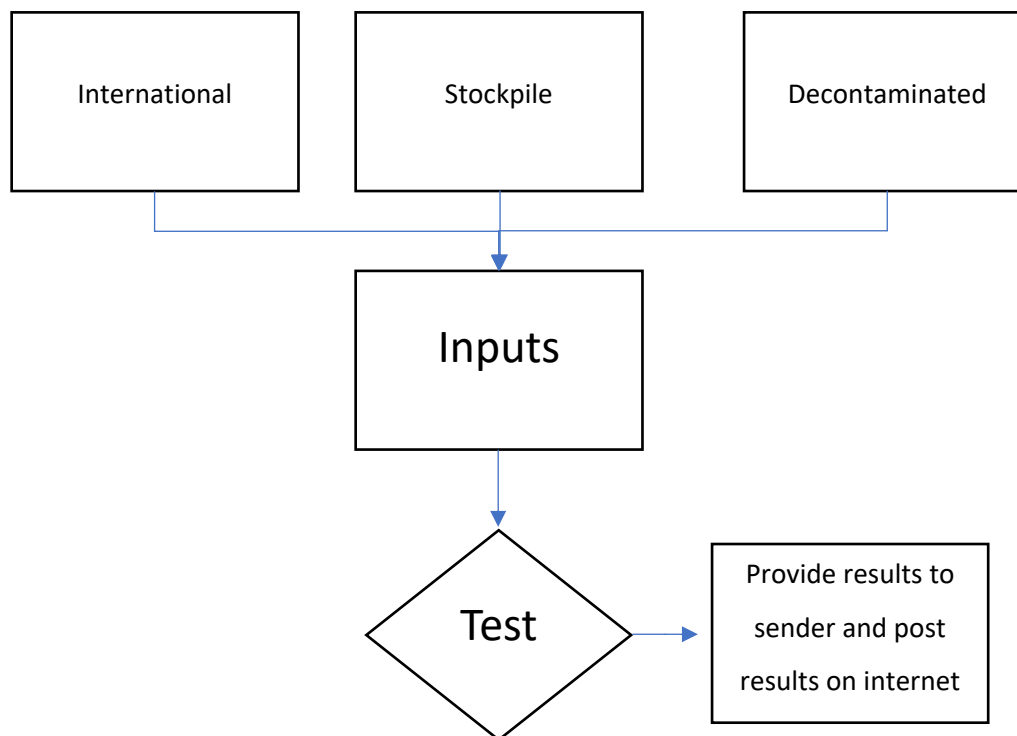 International
Stockpile
Decontaminated
Inputs
Test
Provide results to
sender and post
results on internet